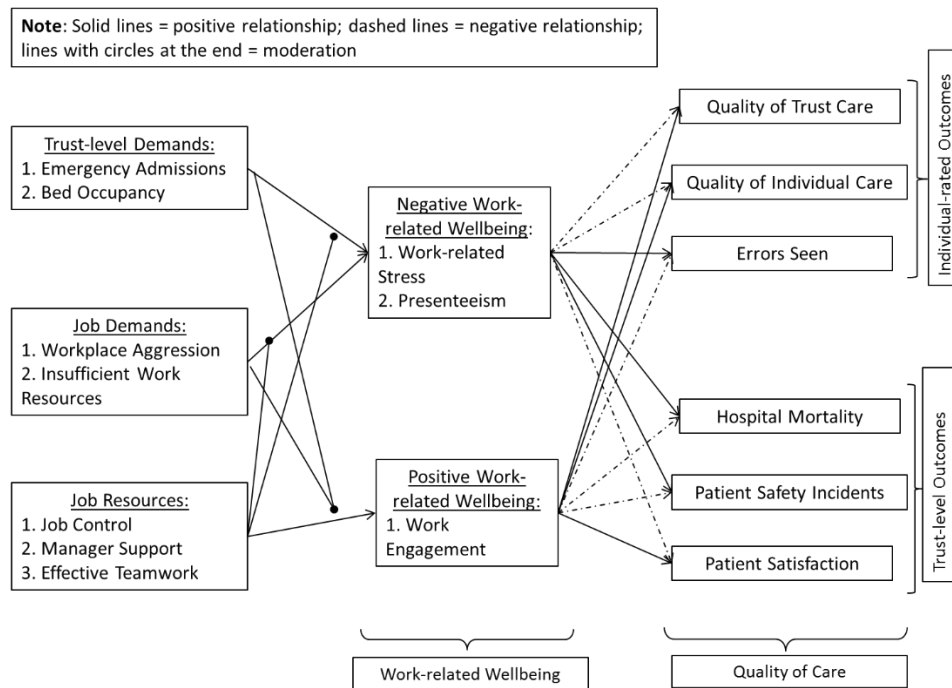 Note: Solid lines = positive relationship; dashed lines = negative relationship;
lines with circles at the end = moderation
Trust-level Demands:
1. Emergency Admissions
2. Bed Occupancy
Job Demands:
1. Workplace Aggression
2. Insufficient Work
Resources
Job Resources:
1. Job Control
2. Manager Support
3. Effective Teamwork
Negative Work-
related Wellbeing:
1. Work-related
Stress
2. Presenteeism
Positive Work-
related Wellbeing:
1. Work
Engagement
Work-related Wellbeing
Quality of Trust Care
Quality of Individual Care
Errors Seen
Hospital Mortality
Patient Safety Incidents
Patient Satisfaction
Quality of Care
Individual-rated Outcomes
Trust-level Outcomes